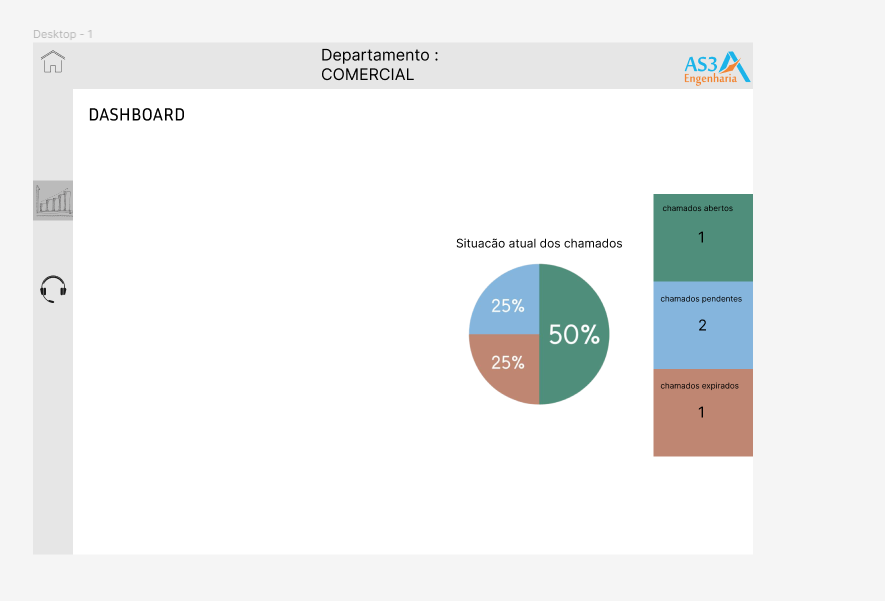 Desktop - 1
Departamento :
COMERCIAL
AS3
Engenharia
DASHBOARD
chamados abertos
1
Situacão atual dos chamados
chamados pendentes
2
25%
50%
25%
chamados expirados
1